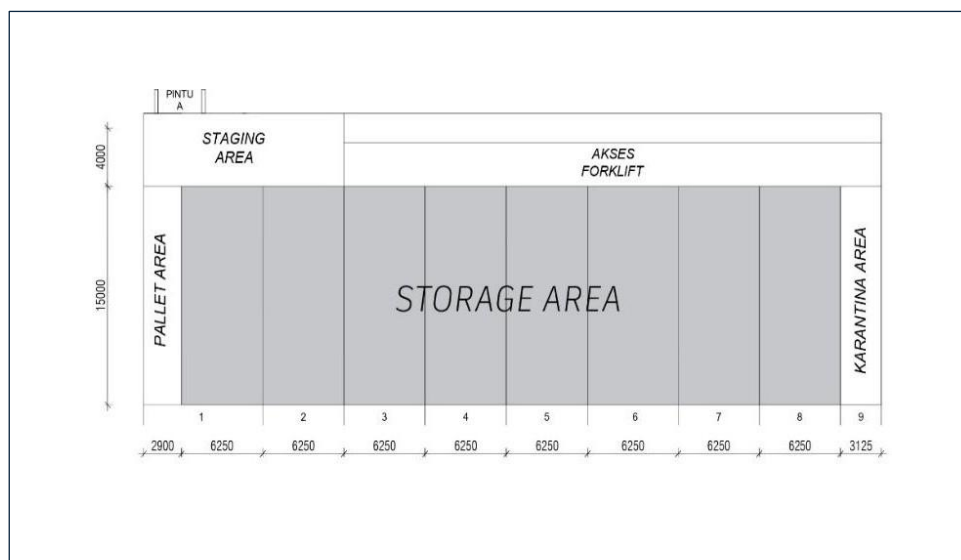 PINTU
A
STAGING
AREA
AKSES
FORKLIFT
4000
15000
PALLET AREA
STORAGE AREA
KARANTINA AREA
1 2 3 4 5 6 7 8 9
2900 6250 6250 6250 6250 6250 6250 6250 6250 3125